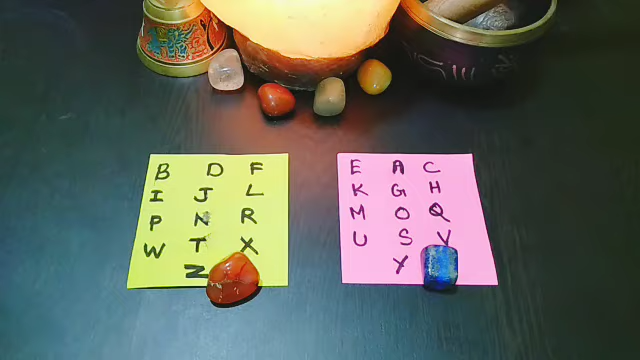 B D F
I J L
P N R
W T X
Z
E A C
K G H
M O Q
U S V
Y